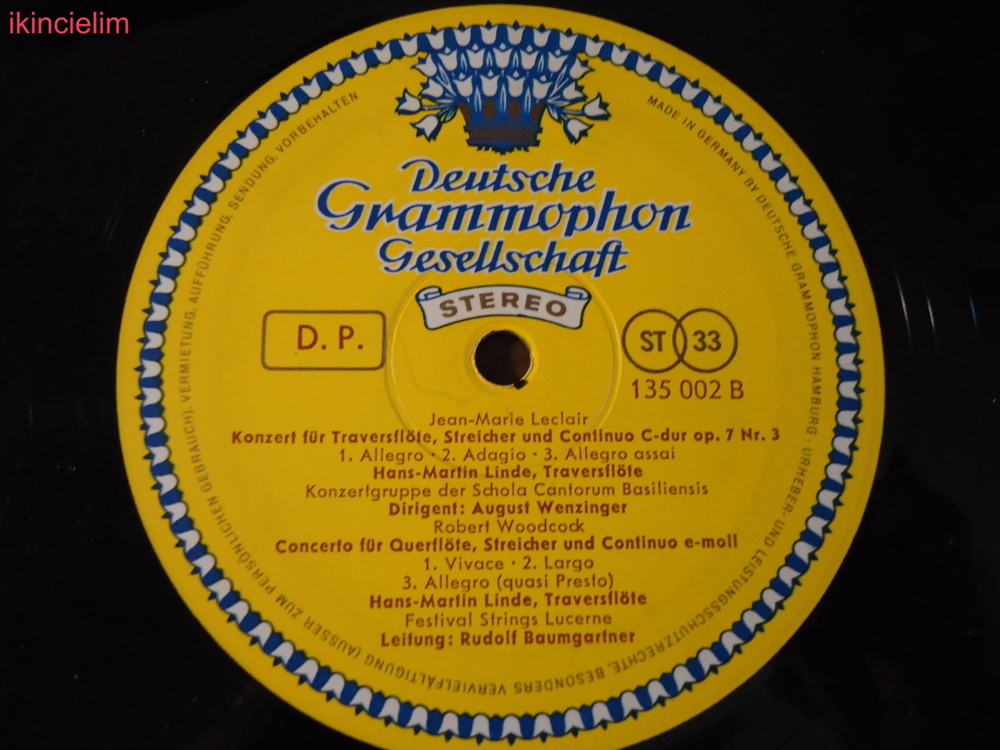 ikincielim
Deutsche
Grammophon
Gesellschaft
STEREO
D. P.
ST 33
135 002 B
Jean-Marie Leclair
Konzert für Traversflöte, Streicher und Continuo C-dur op. 7 Nr. 3
1. Allegro · 2. Adagio · 3. Allegro assai
Hans-Martin Linde, Traversflöte
Konzertgruppe der Schola Cantorum Basiliensis
Dirigent: August Wenzinger
Robert Woodcock
Concerto für Querflöte, Streicher und Continuo e-moll
1. Vivace · 2. Largo
3. Allegro (quasi Presto)
Hans-Martin Linde, Traversflöte
Festival Strings Lucerne
Leitung: Rudolf Baumgartner
MADE IN GERMANY BY DEUTSCHE GRAMMOPHON HAMBURG · URHEBER- UND LEISTUNGSSCHUTZRECHTE, BESONDERS VERVIELFÄLTIGUNG (AUSSER ZUM PERSÖNLICHEN GEBRAUCH), VERMIETUNG, AUFFÜHRUNG, SENDUNG, VORBEHALTEN